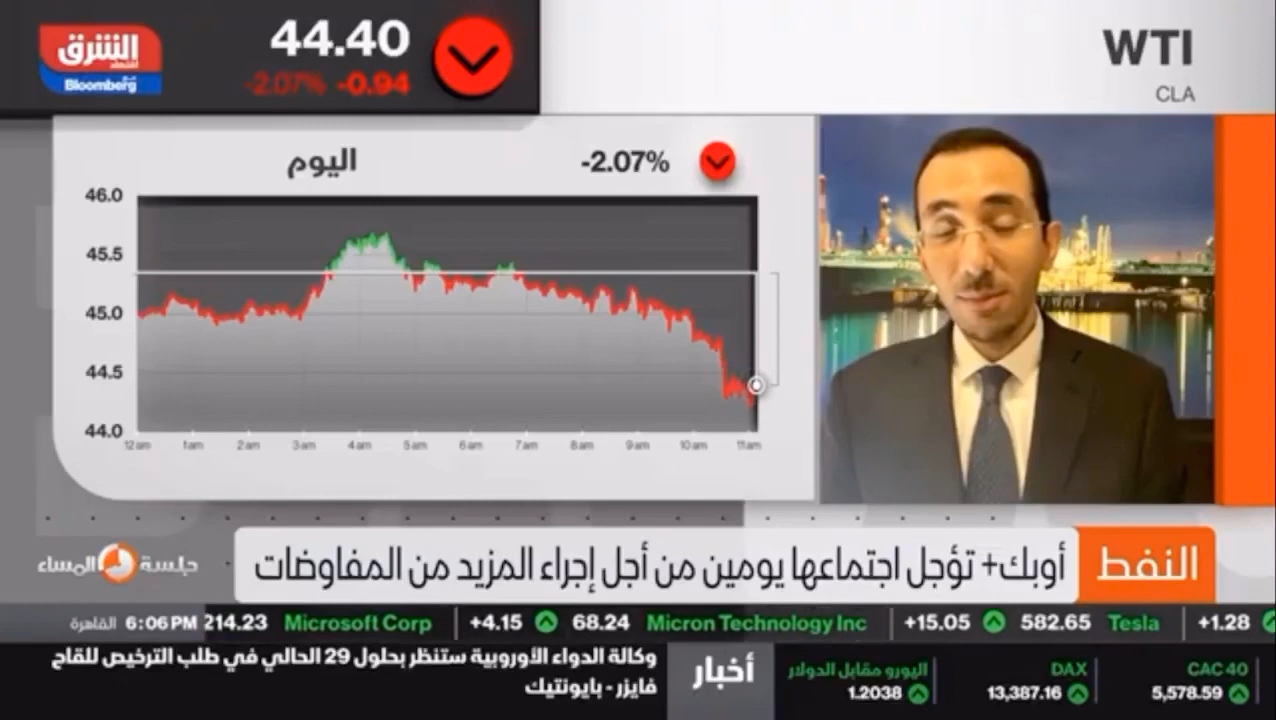 الشرق
اقتصاد
Bloomberg
44.40
-2.07% -0.94
WTI
CLA
اليوم
-2.07%
46.0
45.5
45.0
44.5
44.0
12am 1am 2am 3am 4am 5am 6am 7am 8am 9am 10am 11am
النفط
أوبك+ تؤجل اجتماعها يومين من أجل إجراء المزيد من المفاوضات
جلسة المساء
القاهرة 6:06 PM
214.23 Microsoft Corp +4.15 68.24 Micron Technology Inc +15.05 582.65 Tesla +1.28
أخبار
وكالة الدواء الأوروبية ستنظر بحلول 29 الحالي في طلب الترخيص للقاح
فايزر - بايونتيك
اليورو مقابل الدولار
1.2038
DAX
13,387.16
CAC 40
5,578.59